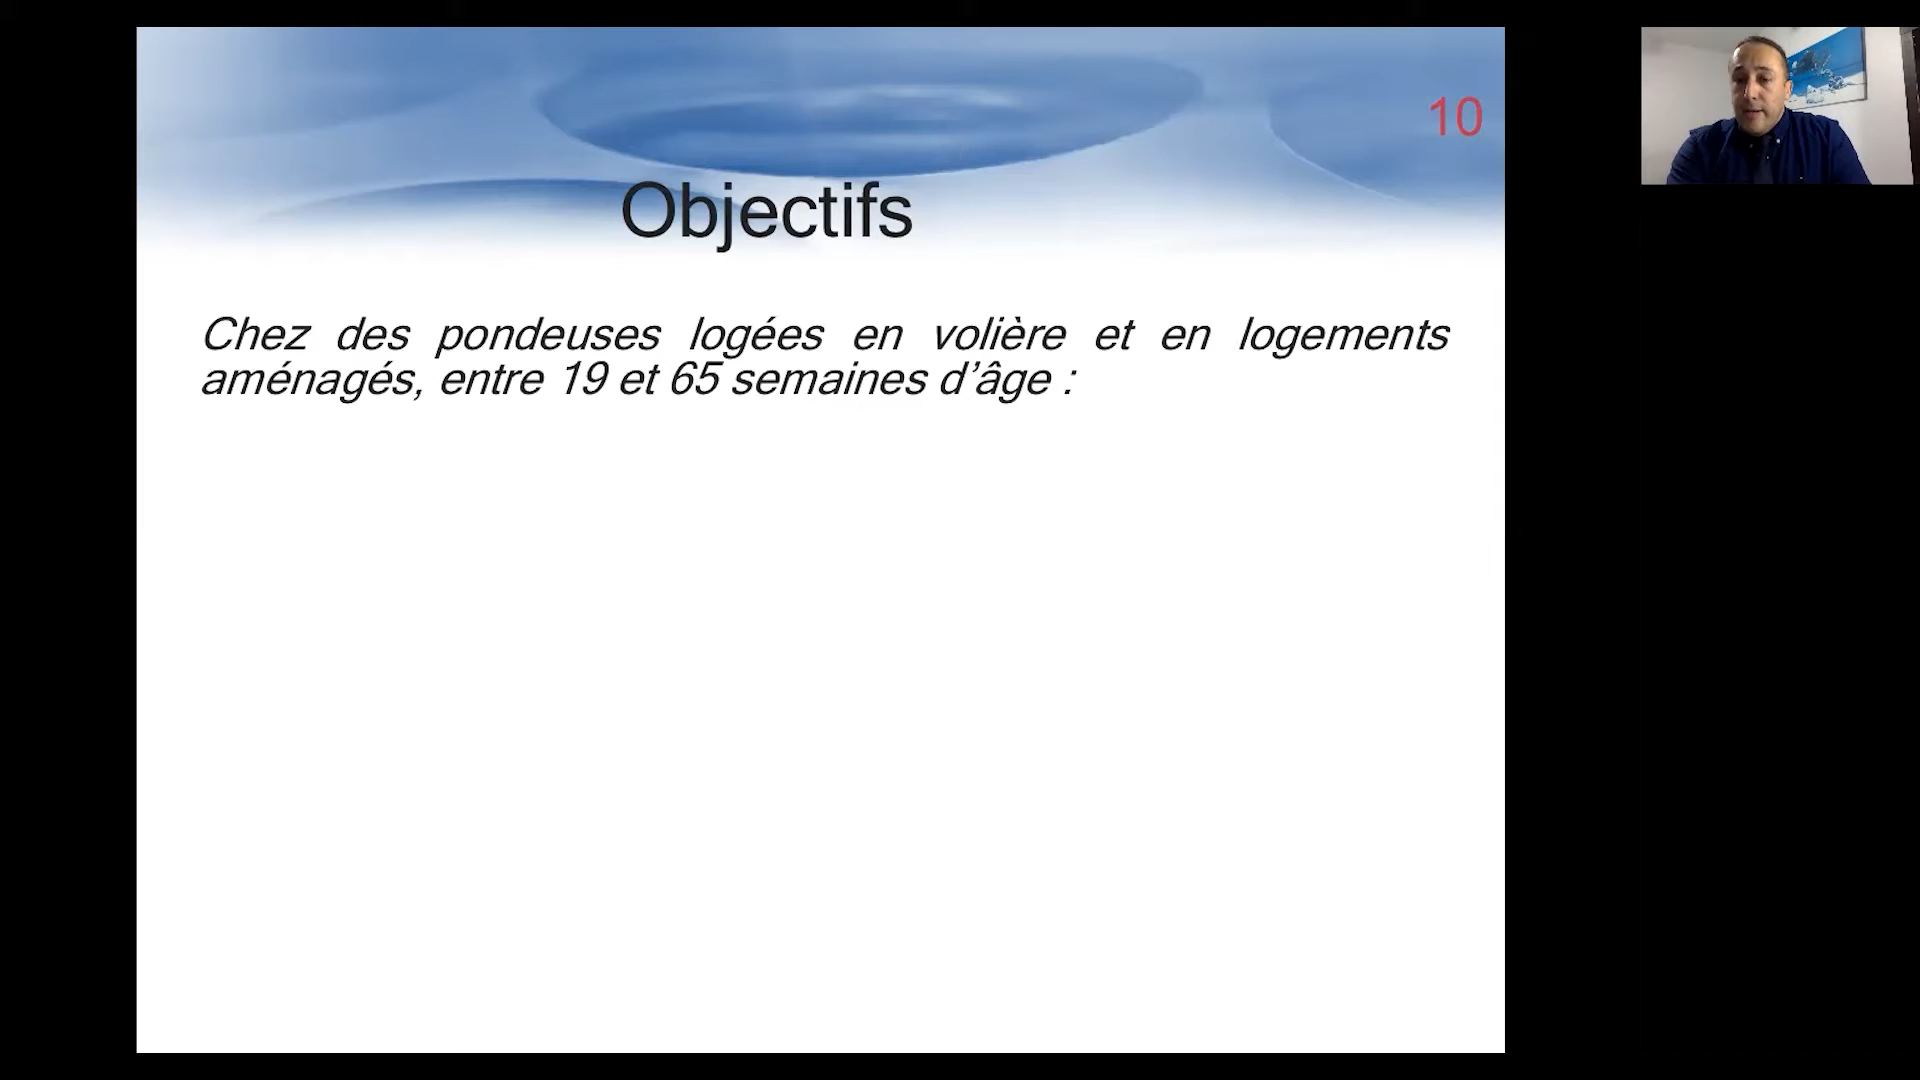 10
Objectifs
Chez des pondeuses logées en volière et en logements
aménagés, entre 19 et 65 semaines d’âge :